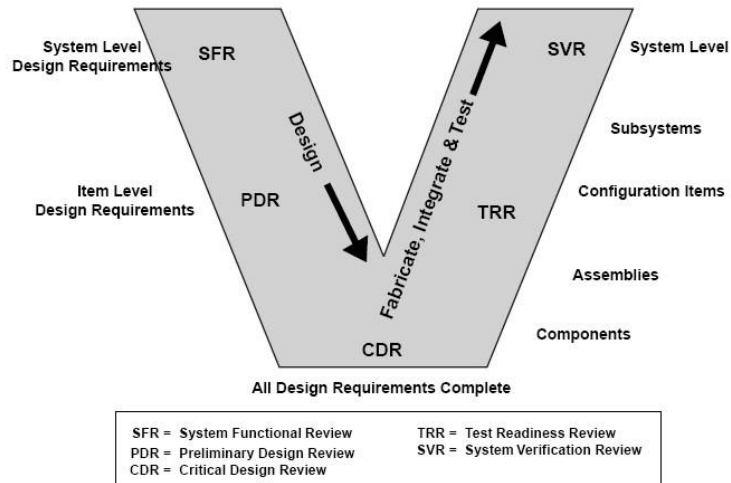 System Level
Design Requirements
SFR
SVR
System Level
Design
Fabricate, Integrate & Test
Subsystems
Item Level
Design Requirements
PDR
TRR
Configuration Items
Assemblies
Components
CDR
All Design Requirements Complete
SFR = System Functional Review
PDR = Preliminary Design Review
CDR = Critical Design Review
TRR = Test Readiness Review
SVR = System Verification Review